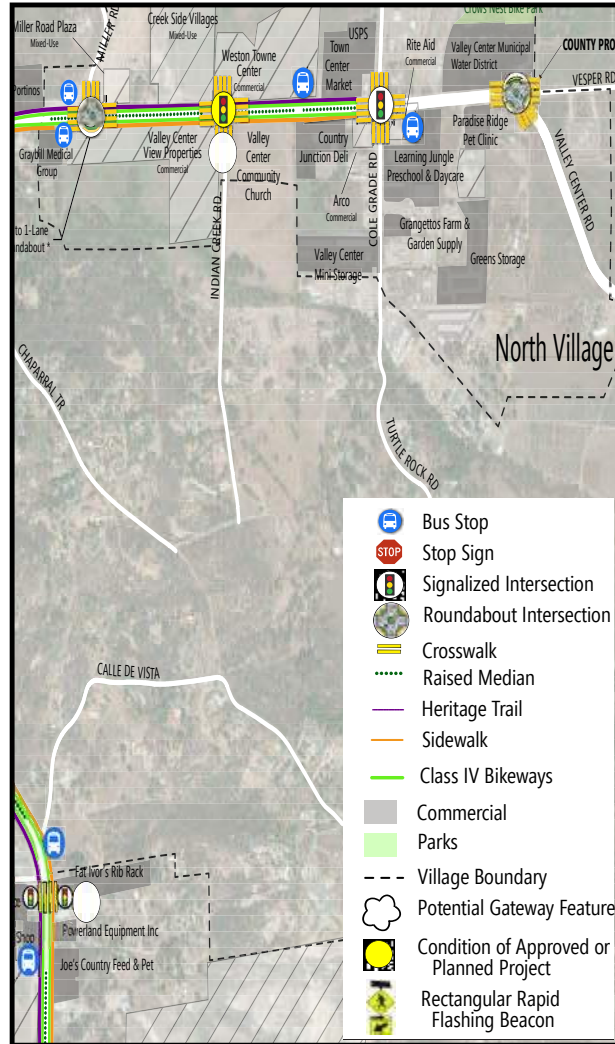 Crows Nest Bike Park
Miller Road Plaza
Mixed-Use
MILLER RD
Creek Side Villages
Mixed-Use
Weston Towne
Center
Commercial
USPS
Town
Center
Market
Rite Aid
Commercial
Valley Center Municipal
Water District
COUNTY PRO
VESPER RD
Portinos
Graybill Medical
Group
Valley Center
View Properties
Commercial
Valley
Center
Community
Church
Country
Junction Deli
Arco
Commercial
COLE GRADE RD
Learning Jungle
Preschool & Daycare
Paradise Ridge
Pet Clinic
VALLEY CENTER RD
to 1-Lane
ndabout *
INDIAN CREEK RD
Valley Center
Mini Storage
Grangettos Farm &
Garden Supply
Greens Storage
North Village
CHAPARRAL TR
TURTLE ROCK RD
CALLE DE VISTA
Fat Ivor's Rib Rack
Powerland Equipment Inc
Shop
Joe's Country Feed & Pet
Bus Stop
STOP
Stop Sign
Signalized Intersection
Roundabout Intersection
Crosswalk
Raised Median
Heritage Trail
Sidewalk
Class IV Bikeways
Commercial
Parks
Village Boundary
Potential Gateway Feature
Condition of Approved or
Planned Project
Rectangular Rapid
Flashing Beacon